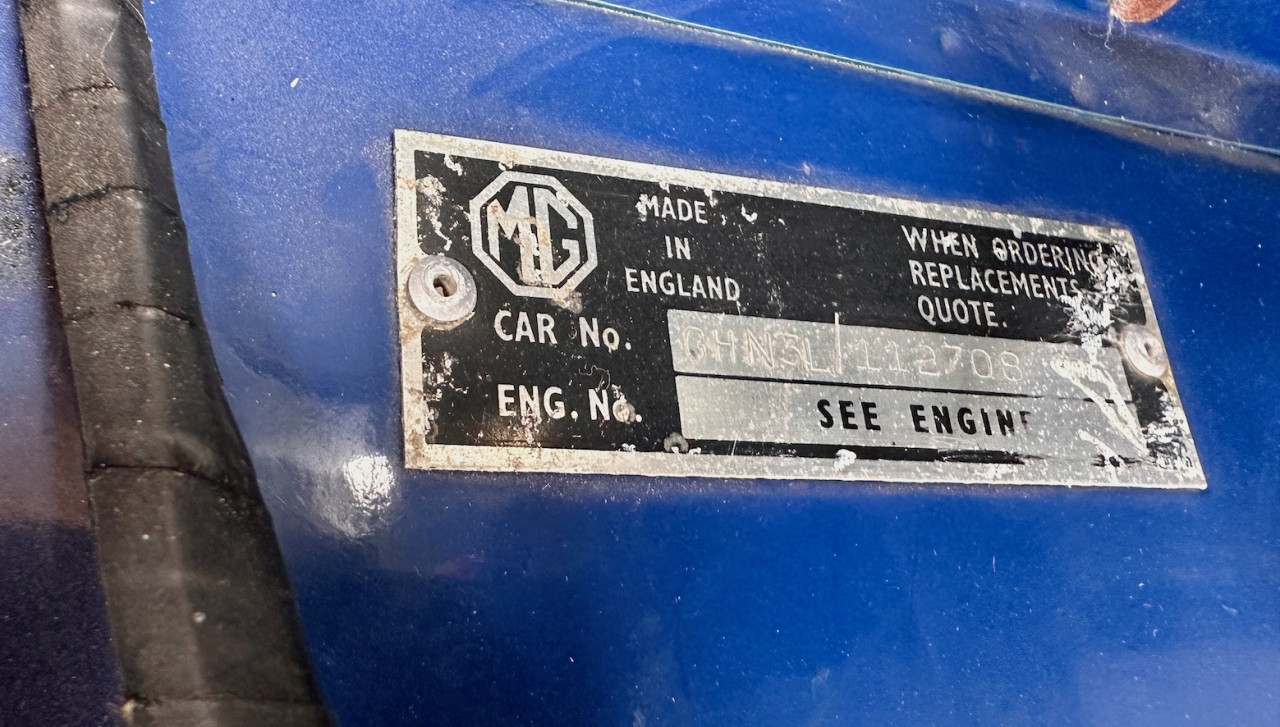 MG
MADE
IN
ENGLAND
WHEN ORDERING
REPLACEMENTS
QUOTE.
CAR No. GHN3L/112708
ENG. No. SEE ENGINE